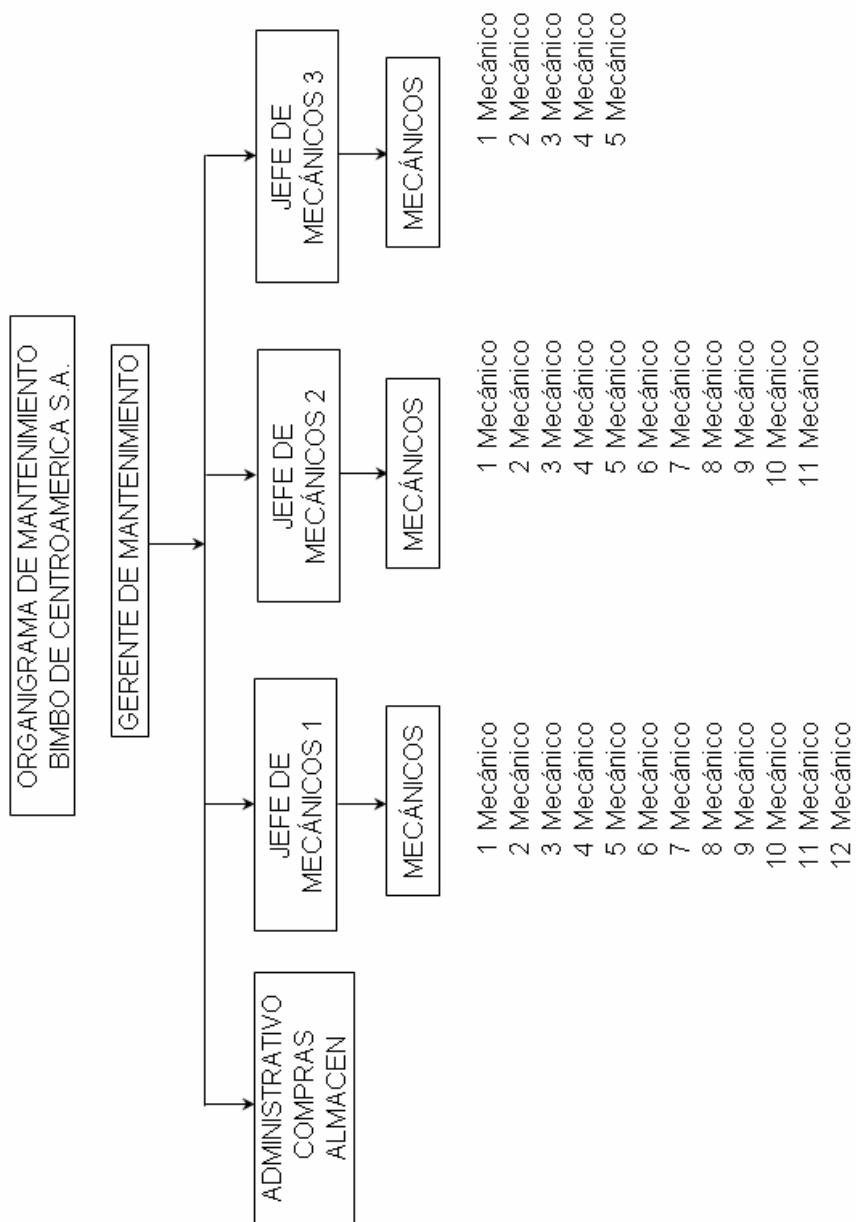 ORGANIGRAMA DE MANTENIMIENTO
BIMBO DE CENTROAMERICA S.A.
GERENTE DE MANTENIMIENTO
ADMINISTRATIVO
COMPRAS
ALMACEN
JEFE DE
MECÁNICOS 1
MECÁNICOS
1 Mecánico
2 Mecánico
3 Mecánico
4 Mecánico
5 Mecánico
6 Mecánico
7 Mecánico
8 Mecánico
9 Mecánico
10 Mecánico
11 Mecánico
12 Mecánico
JEFE DE
MECÁNICOS 2
MECÁNICOS
1 Mecánico
2 Mecánico
3 Mecánico
4 Mecánico
5 Mecánico
6 Mecánico
7 Mecánico
8 Mecánico
9 Mecánico
10 Mecánico
11 Mecánico
JEFE DE
MECÁNICOS 3
MECÁNICOS
1 Mecánico
2 Mecánico
3 Mecánico
4 Mecánico
5 Mecánico